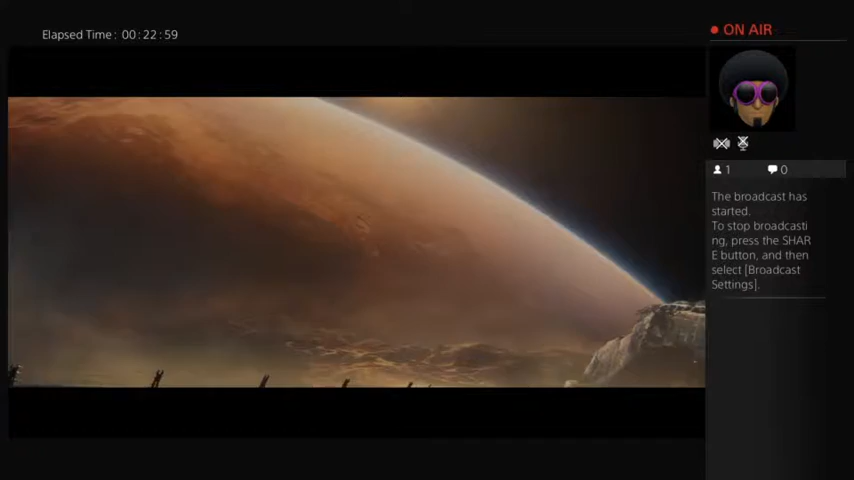 Elapsed Time : 00:22:59
ON AIR
1 0
The broadcast has
started.
To stop broadcasti
ng, press the SHAR
E button, and then
select [Broadcast
Settings].